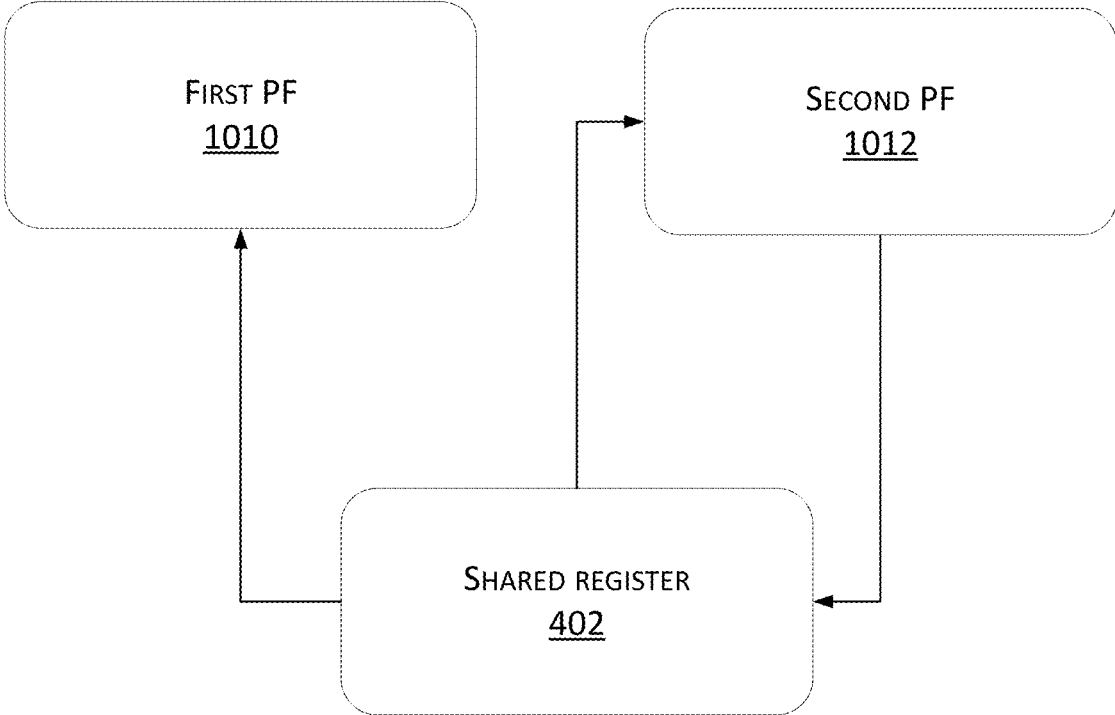 FIRST PF
1010
SECOND PF
1012
SHARED REGISTER
402